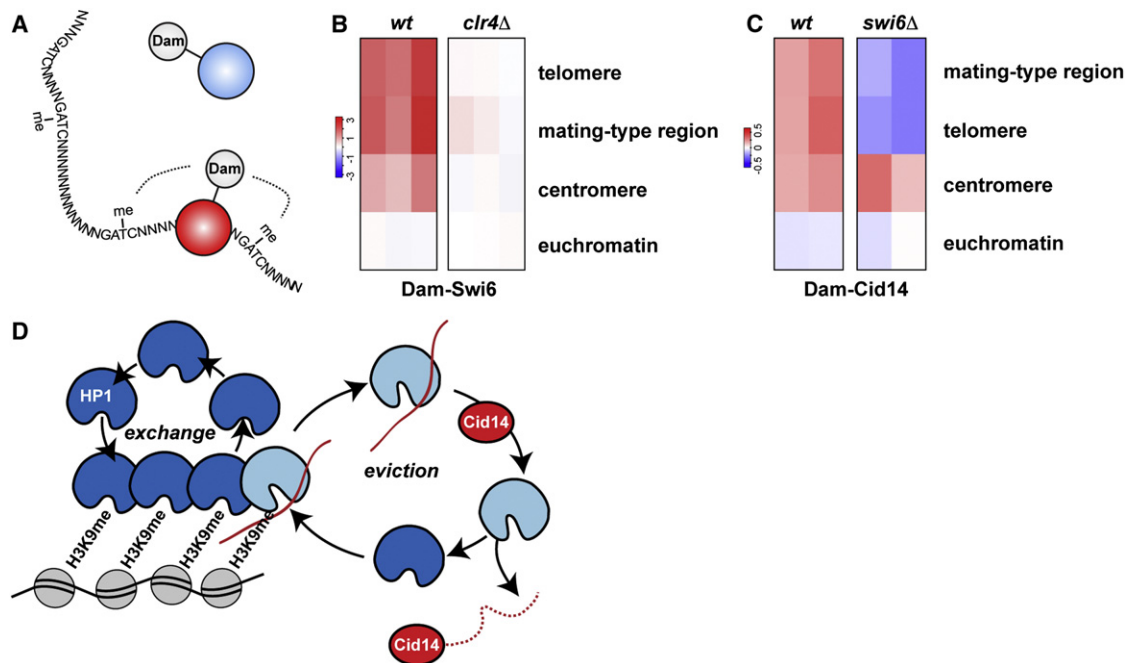 A
NNNGATCNNNNGATCNNNNNNNNNNNNGATCNNNN
me
me
Dam
Dam
NGATCNNNNN
me
B
wt
clr4Δ
3
1
-1
-3
telomere
mating-type region
centromere
euchromatin
Dam-Swi6
C
wt
swi6Δ
0.5
0
-0.5
mating-type region
telomere
centromere
euchromatin
Dam-Cid14
D
HP1
exchange
eviction
Cid14
H3K9me
H3K9me
H3K9me
H3K9me
Cid14